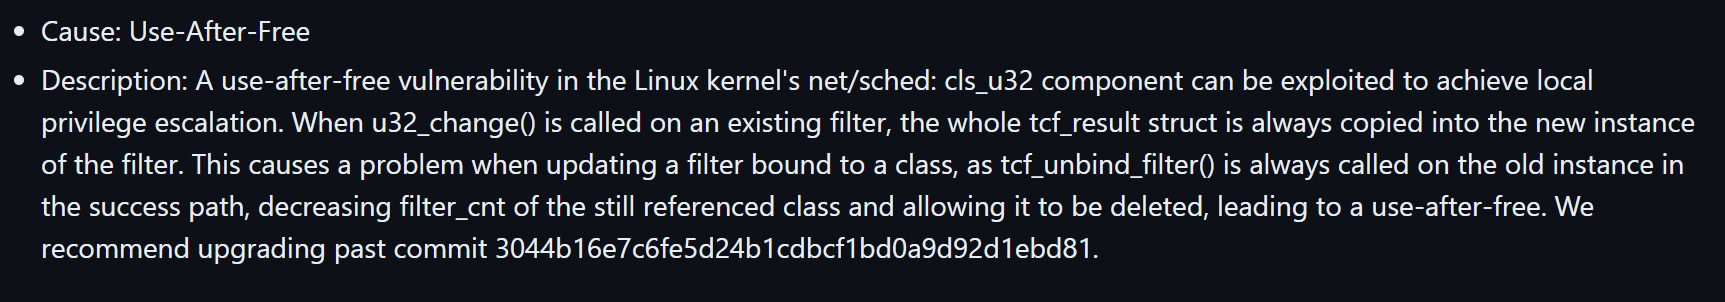 • Cause: Use-After-Free
• Description: A use-after-free vulnerability in the Linux kernel's net/sched: cls_u32 component can be exploited to achieve local
privilege escalation. When u32_change() is called on an existing filter, the whole tcf_result struct is always copied into the new instance
of the filter. This causes a problem when updating a filter bound to a class, as tcf_unbind_filter() is always called on the old instance in
the success path, decreasing filter_cnt of the still referenced class and allowing it to be deleted, leading to a use-after-free. We
recommend upgrading past commit 3044b16e7c6fe5d24b1cdbcf1bd0a9d92d1ebd81.